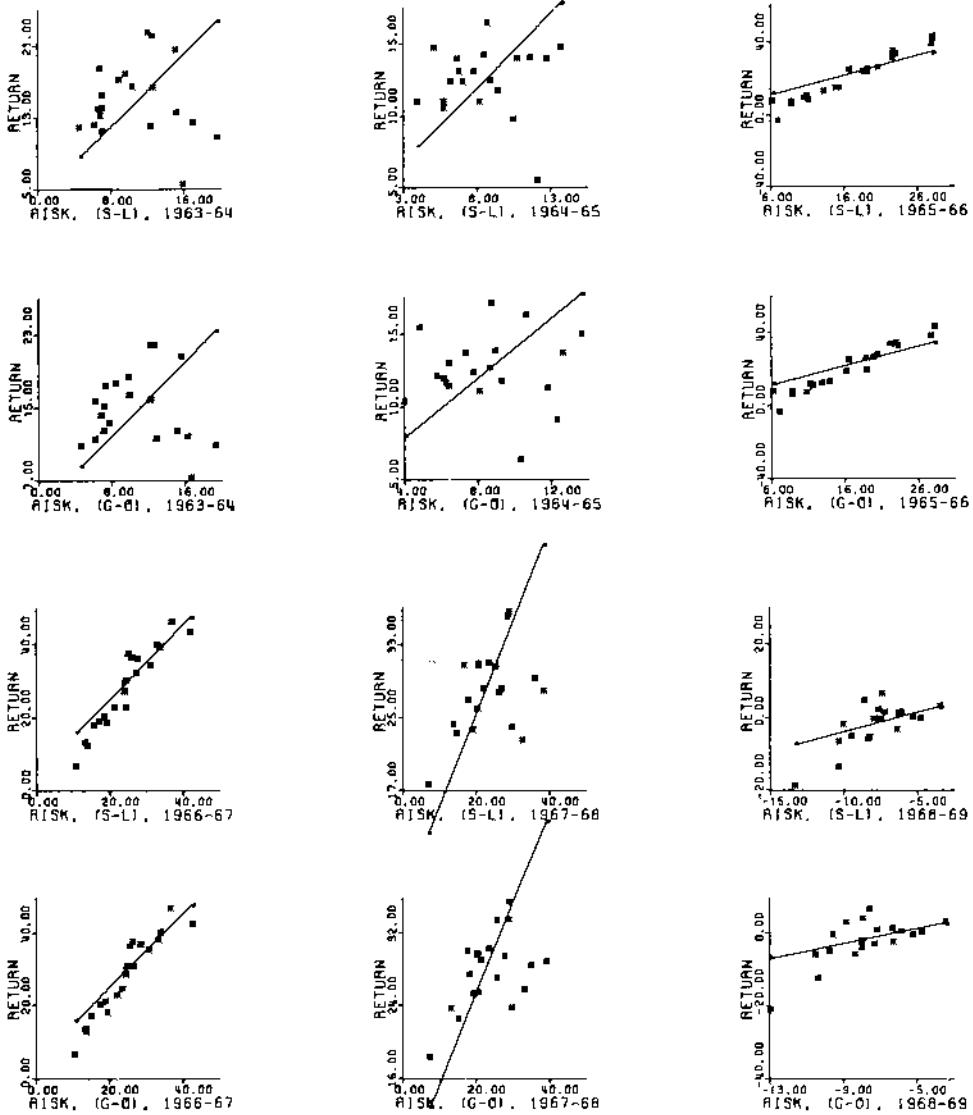 RETURN
23.00
15.00
5.00
0.00 8.00 16.00
RISK, (S-L), 1963-64
RETURN
15.00
10.00
5.00
3.00 8.00 13.00
RISK, (S-L), 1964-65
RETURN
40.00
0.00
-40.00
6.00 16.00 26.00
RISK, (S-L), 1965-66
RETURN
23.00
15.00
7.00
0.00 8.00 16.00
RISK, (G-O), 1963-64
RETURN
15.00
10.00
5.00
4.00 8.00 12.00
RISK, (G-O), 1964-65
RETURN
40.00
0.00
-40.00
6.00 16.00 26.00
RISK, (G-O), 1965-66
RETURN
40.00
20.00
0.00
0.00 20.00 40.00
RISK, (S-L), 1966-67
RETURN
33.00
25.00
17.00
0.00 20.00 40.00
RISK, (S-L), 1967-68
RETURN
20.00
0.00
-20.00
-15.00 -10.00 -5.00
RISK, (S-L), 1968-69
RETURN
40.00
20.00
0.00
0.00 20.00 40.00
RISK, (G-O), 1966-67
RETURN
32.00
24.00
16.00
0.00 20.00 40.00
RISK, (G-O), 1967-68
RETURN
0.00
-20.00
-40.00
-13.00 -9.00 -5.00
RISK, (G-O), 1968-69